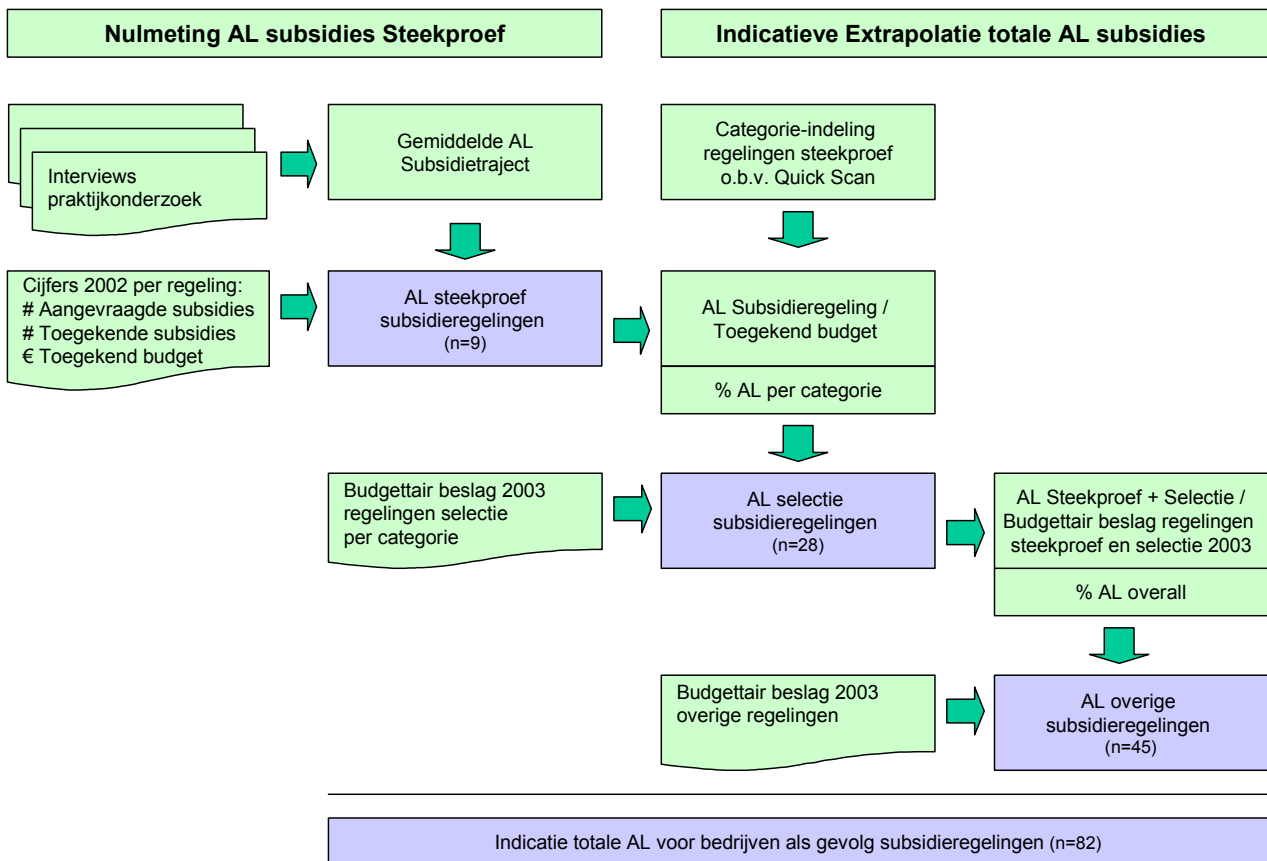 Nulmeting AL subsidies Steekproef
Indicatieve Extrapolatie totale AL subsidies
Interviews
praktijkonderzoek
Gemiddelde AL
Subsidietraject
Categorie-indeling
regelingen steekproef
o.b.v. Quick Scan
Cijfers 2002 per regeling:
# Aangevraagde subsidies
# Toegekende subsidies
€ Toegekend budget
AL steekproef
subsidieregelingen
(n=9)
AL Subsidieregeling /
Toegekend budget
% AL per categorie
Budgettair beslag 2003
regelingen selectie
per categorie
AL selectie
subsidieregelingen
(n=28)
AL Steekproef + Selectie /
Budgettair beslag regelingen
steekproef en selectie 2003
% AL overall
Budgettair beslag 2003
overige regelingen
AL overige
subsidieregelingen
(n=45)
Indicatie totale AL voor bedrijven als gevolg subsidieregelingen (n=82)